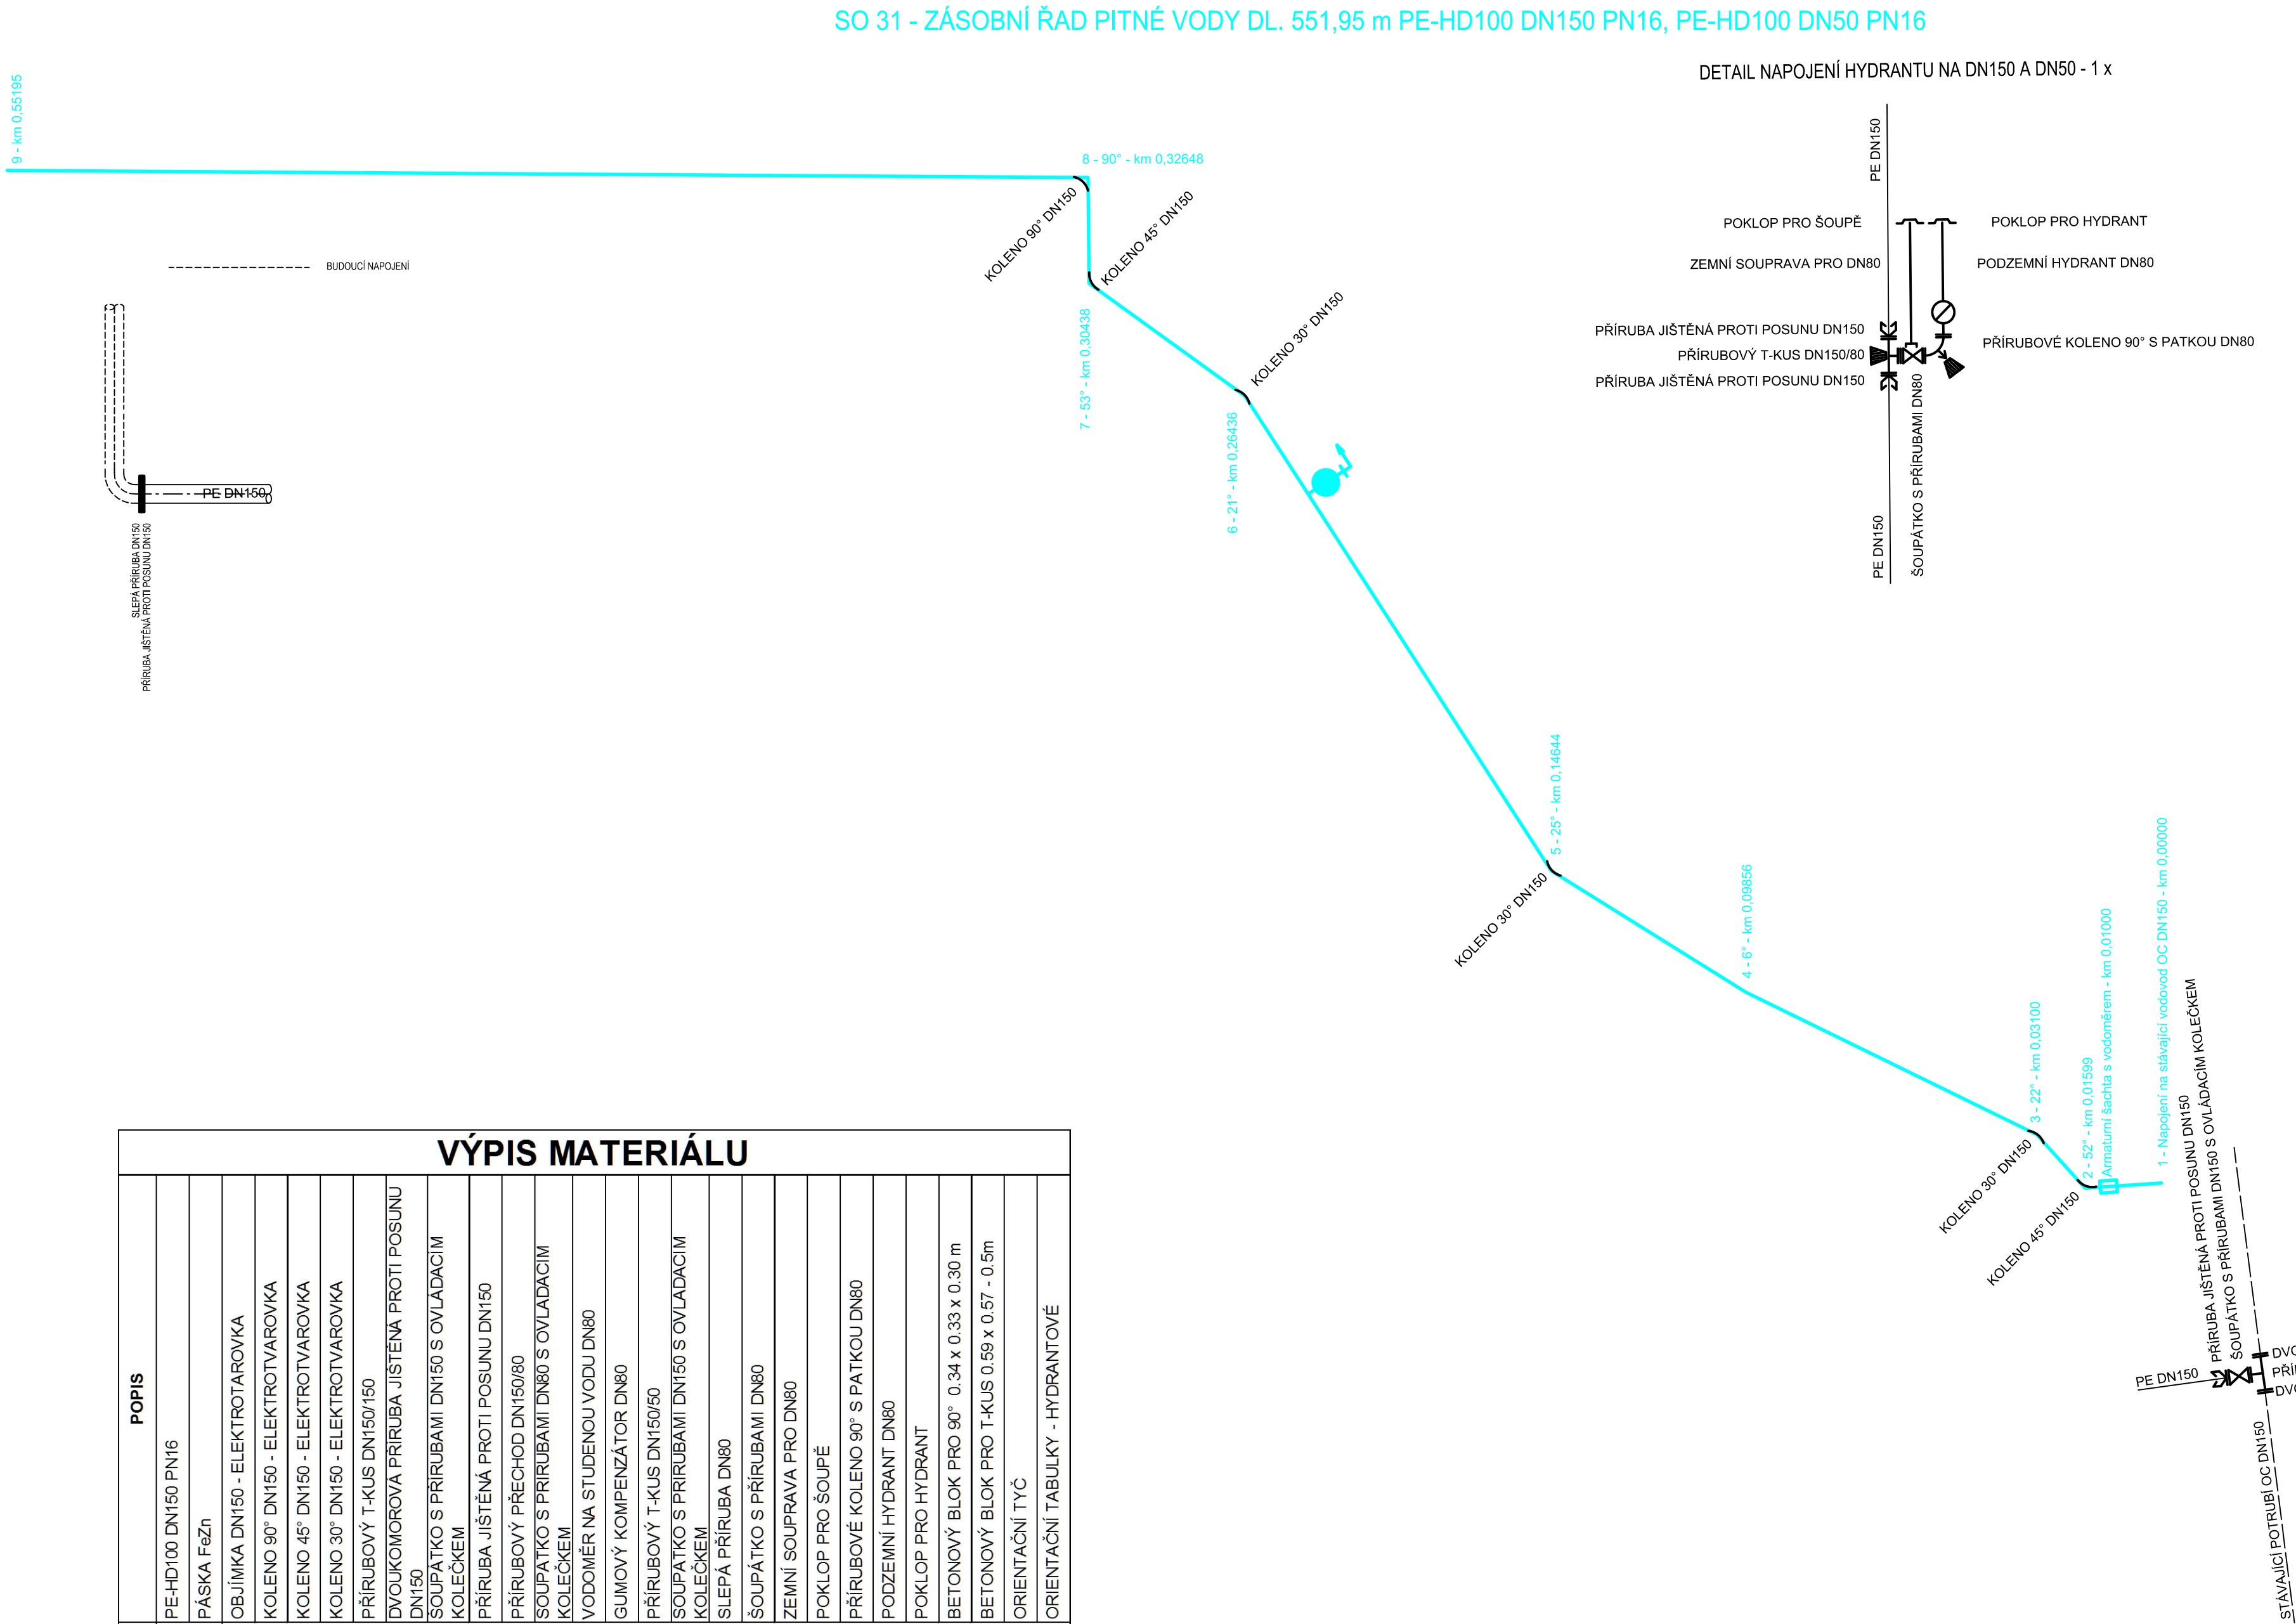 SO 31 - ZÁSOBNÍ ŘAD PITNÉ VODY DL. 551,95 m PE-HD100 DN150 PN16, PE-HD100 DN50 PN16
DETAIL NAPOJENÍ HYDRANTU NA DN150 A DN50 - 1 x
PE DN150
POKLOP PRO ŠOUPĚ
POKLOP PRO HYDRANT
ZEMNÍ SOUPRAVA PRO DN80
PODZEMNÍ HYDRANT DN80
PŘÍRUBA JIŠTĚNÁ PROTI POSUNU DN150
PŘÍRUBOVÉ KOLENO 90° S PATKOU DN80
PŘÍRUBOVÝ T-KUS DN150/80
PŘÍRUBA JIŠTĚNÁ PROTI POSUNU DN150
ŠOUPÁTKO S PŘÍRUBAMI DN80
PE DN150
9 - km 0,55195
8 - 90° - km 0,32648
KOLENO 90° DN150
KOLENO 45° DN150
7 - 53° - km 0,30438
KOLENO 30° DN150
6 - 21° - km 0,26436
BUDOUCÍ NAPOJENÍ
PE DN150
SLEPÁ PŘÍRUBA DN150
PŘÍRUBA JIŠTĚNÁ PROTI POSUNU DN150
5 - 25° - km 0,14644
KOLENO 30° DN150
4 - 6° - km 0,09856
3 - 22° - km 0,03100
KOLENO 30° DN150
2 - 52° - km 0,01599
KOLENO 45° DN150
Armaturní šachta s vodoměrem - km 0,01000
1 - Napojení na stávající vodovod OC DN150 - km 0,00000
PŘÍRUBA JIŠTĚNÁ PROTI POSUNU DN150
ŠOUPÁTKO S PŘÍRUBAMI DN150 S OVLÁDACÍM KOLEČKEM
PE DN150
DVO
PŘÍ
DVO
STÁVAJÍCÍ POTRUBÍ OC DN150
VÝPIS MATERIÁLU
POPIS
PE-HD100 DN150 PN16
PÁSKA FeZn
OBJÍMKA DN150 - ELEKTROTAROVKA
KOLENO 90° DN150 - ELEKTROTVAROVKA
KOLENO 45° DN150 - ELEKTROTVAROVKA
KOLENO 30° DN150 - ELEKTROTVAROVKA
PŘÍRUBOVÝ T-KUS DN150/150
DVOUKOMOROVÁ PŘÍRUBA JIŠTĚNÁ PROTI POSUNU
DN150
ŠOUPÁTKO S PŘÍRUBAMI DN150 S OVLÁDACÍM
KOLEČKEM
PŘÍRUBA JIŠTĚNÁ PROTI POSUNU DN150
PŘÍRUBOVÝ PŘECHOD DN150/80
ŠOUPÁTKO S PŘÍRUBAMI DN80 S OVLÁDACÍM
KOLEČKEM
VODOMĚR NA STUDENOU VODU DN80
GUMOVÝ KOMPENZÁTOR DN80
PŘÍRUBOVÝ T-KUS DN150/50
ŠOUPÁTKO S PŘÍRUBAMI DN150 S OVLÁDACÍM
KOLEČKEM
SLEPÁ PŘÍRUBA DN80
ŠOUPÁTKO S PŘÍRUBAMI DN80
ZEMNÍ SOUPRAVA PRO DN80
POKLOP PRO ŠOUPĚ
PŘÍRUBOVÉ KOLENO 90° S PATKOU DN80
PODZEMNÍ HYDRANT DN80
POKLOP PRO HYDRANT
BETONOVÝ BLOK PRO 90° 0.34 x 0.33 x 0.30 m
BETONOVÝ BLOK PRO T-KUS 0.59 x 0.57 - 0.5m
ORIENTAČNÍ TYČ
ORIENTAČNÍ TABULKY - HYDRANTOVÉ